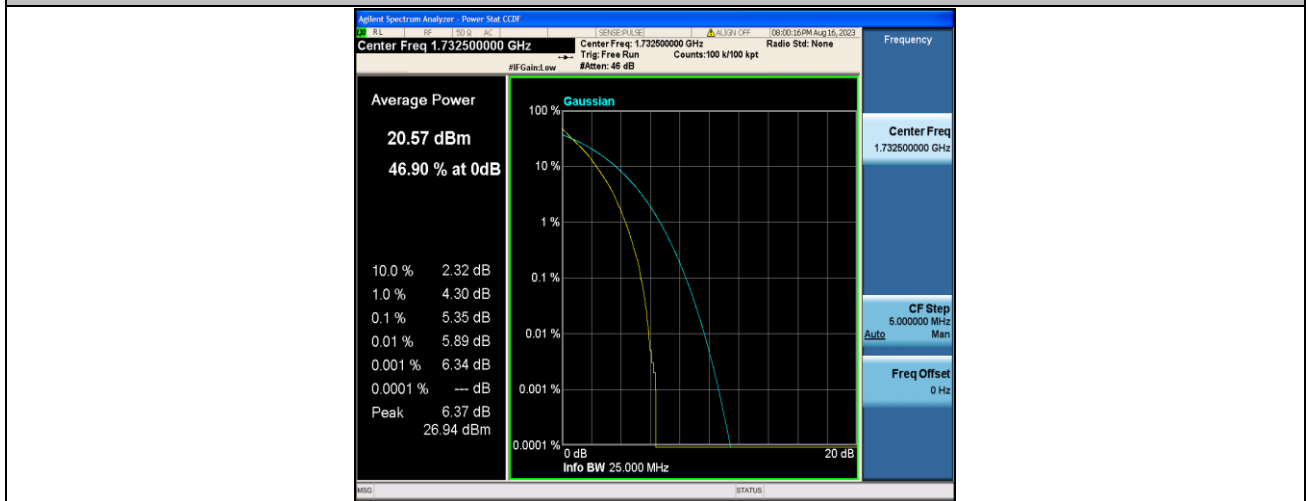 Agilent Spectrum Analyzer - Power Stat CCDF
LXI RL RF 50 Ω AC SENSE:PULSE ALIGN OFF 08:00:16 PM Aug 16, 2023
Center Freq 1.732500000 GHz
Center Freq: 1.732500000 GHz Radio Std: None
Trig: Free Run Counts:100 k/100 kpt
#IFGain:Low #Atten: 46 dB
Frequency
Average Power
20.57 dBm
46.90 % at 0dB
10.0 % 2.32 dB
1.0 % 4.30 dB
0.1 % 5.35 dB
0.01 % 5.89 dB
0.001 % 6.34 dB
0.0001 % --- dB
Peak 6.37 dB
26.94 dBm
Gaussian
100 %
10 %
1 %
0.1 %
0.01 %
0.001 %
0.0001 %
0 dB 20 dB
Info BW 25.000 MHz
Center Freq
1.732500000 GHz
CF Step
5.000000 MHz
Auto Man
Freq Offset
0 Hz
MSG STATUS